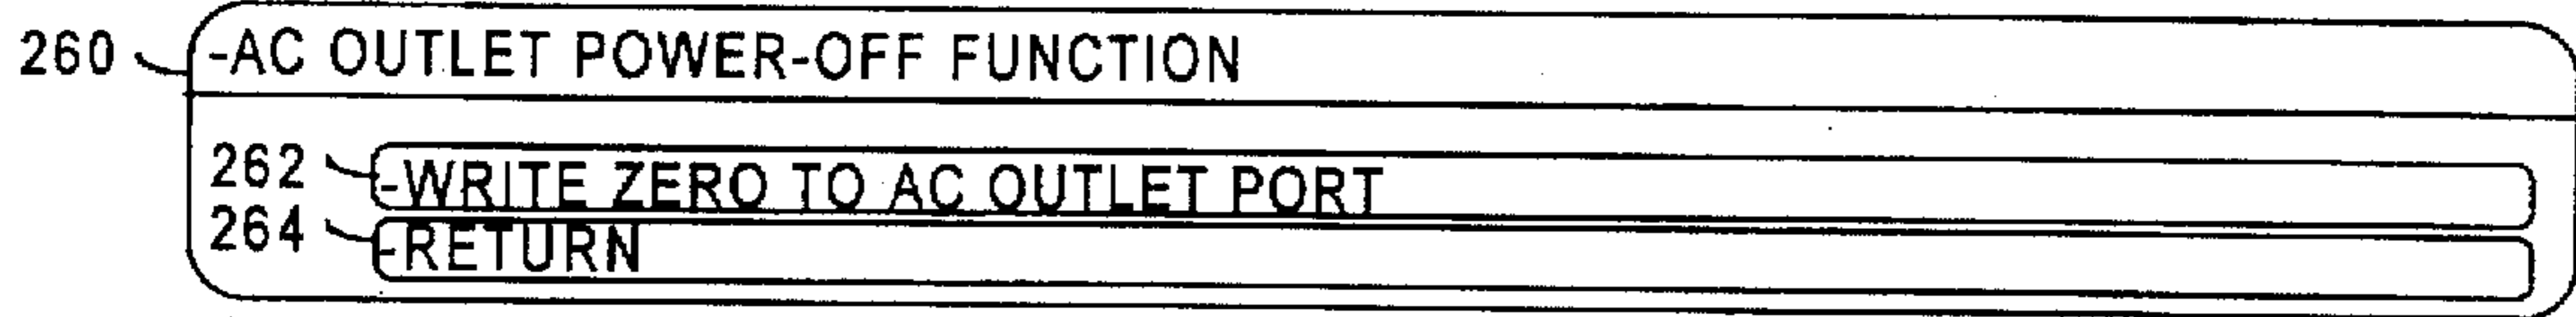 260 -AC OUTLET POWER-OFF FUNCTION
262 -WRITE ZERO TO AC OUTLET PORT
264 -RETURN